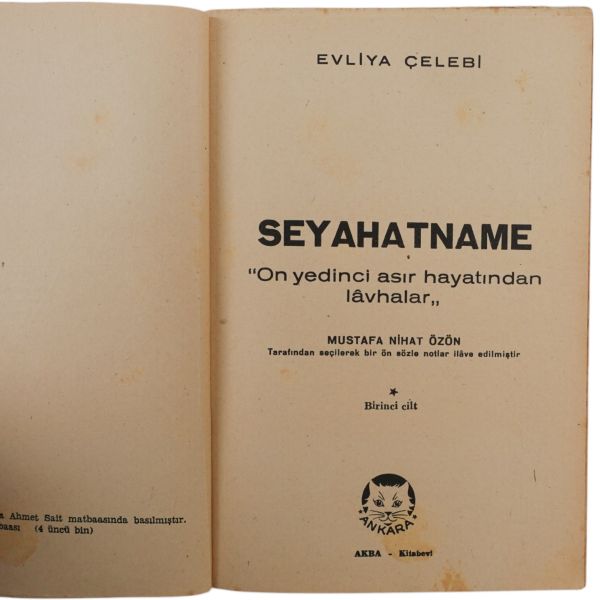 EVLİYA ÇELEBİ
SEYAHATNAME
"On yedinci asır hayatından
lâvhalar„
MUSTAFA NİHAT ÖZÖN
Tarafından seçilerek bir ön sözle notlar ilâve edilmiştir
Birinci cilt
ANKARA
AKBA - Kitabevi
a Ahmet Sait matbaasında basılmıştır.
baası (4 üncü bin)